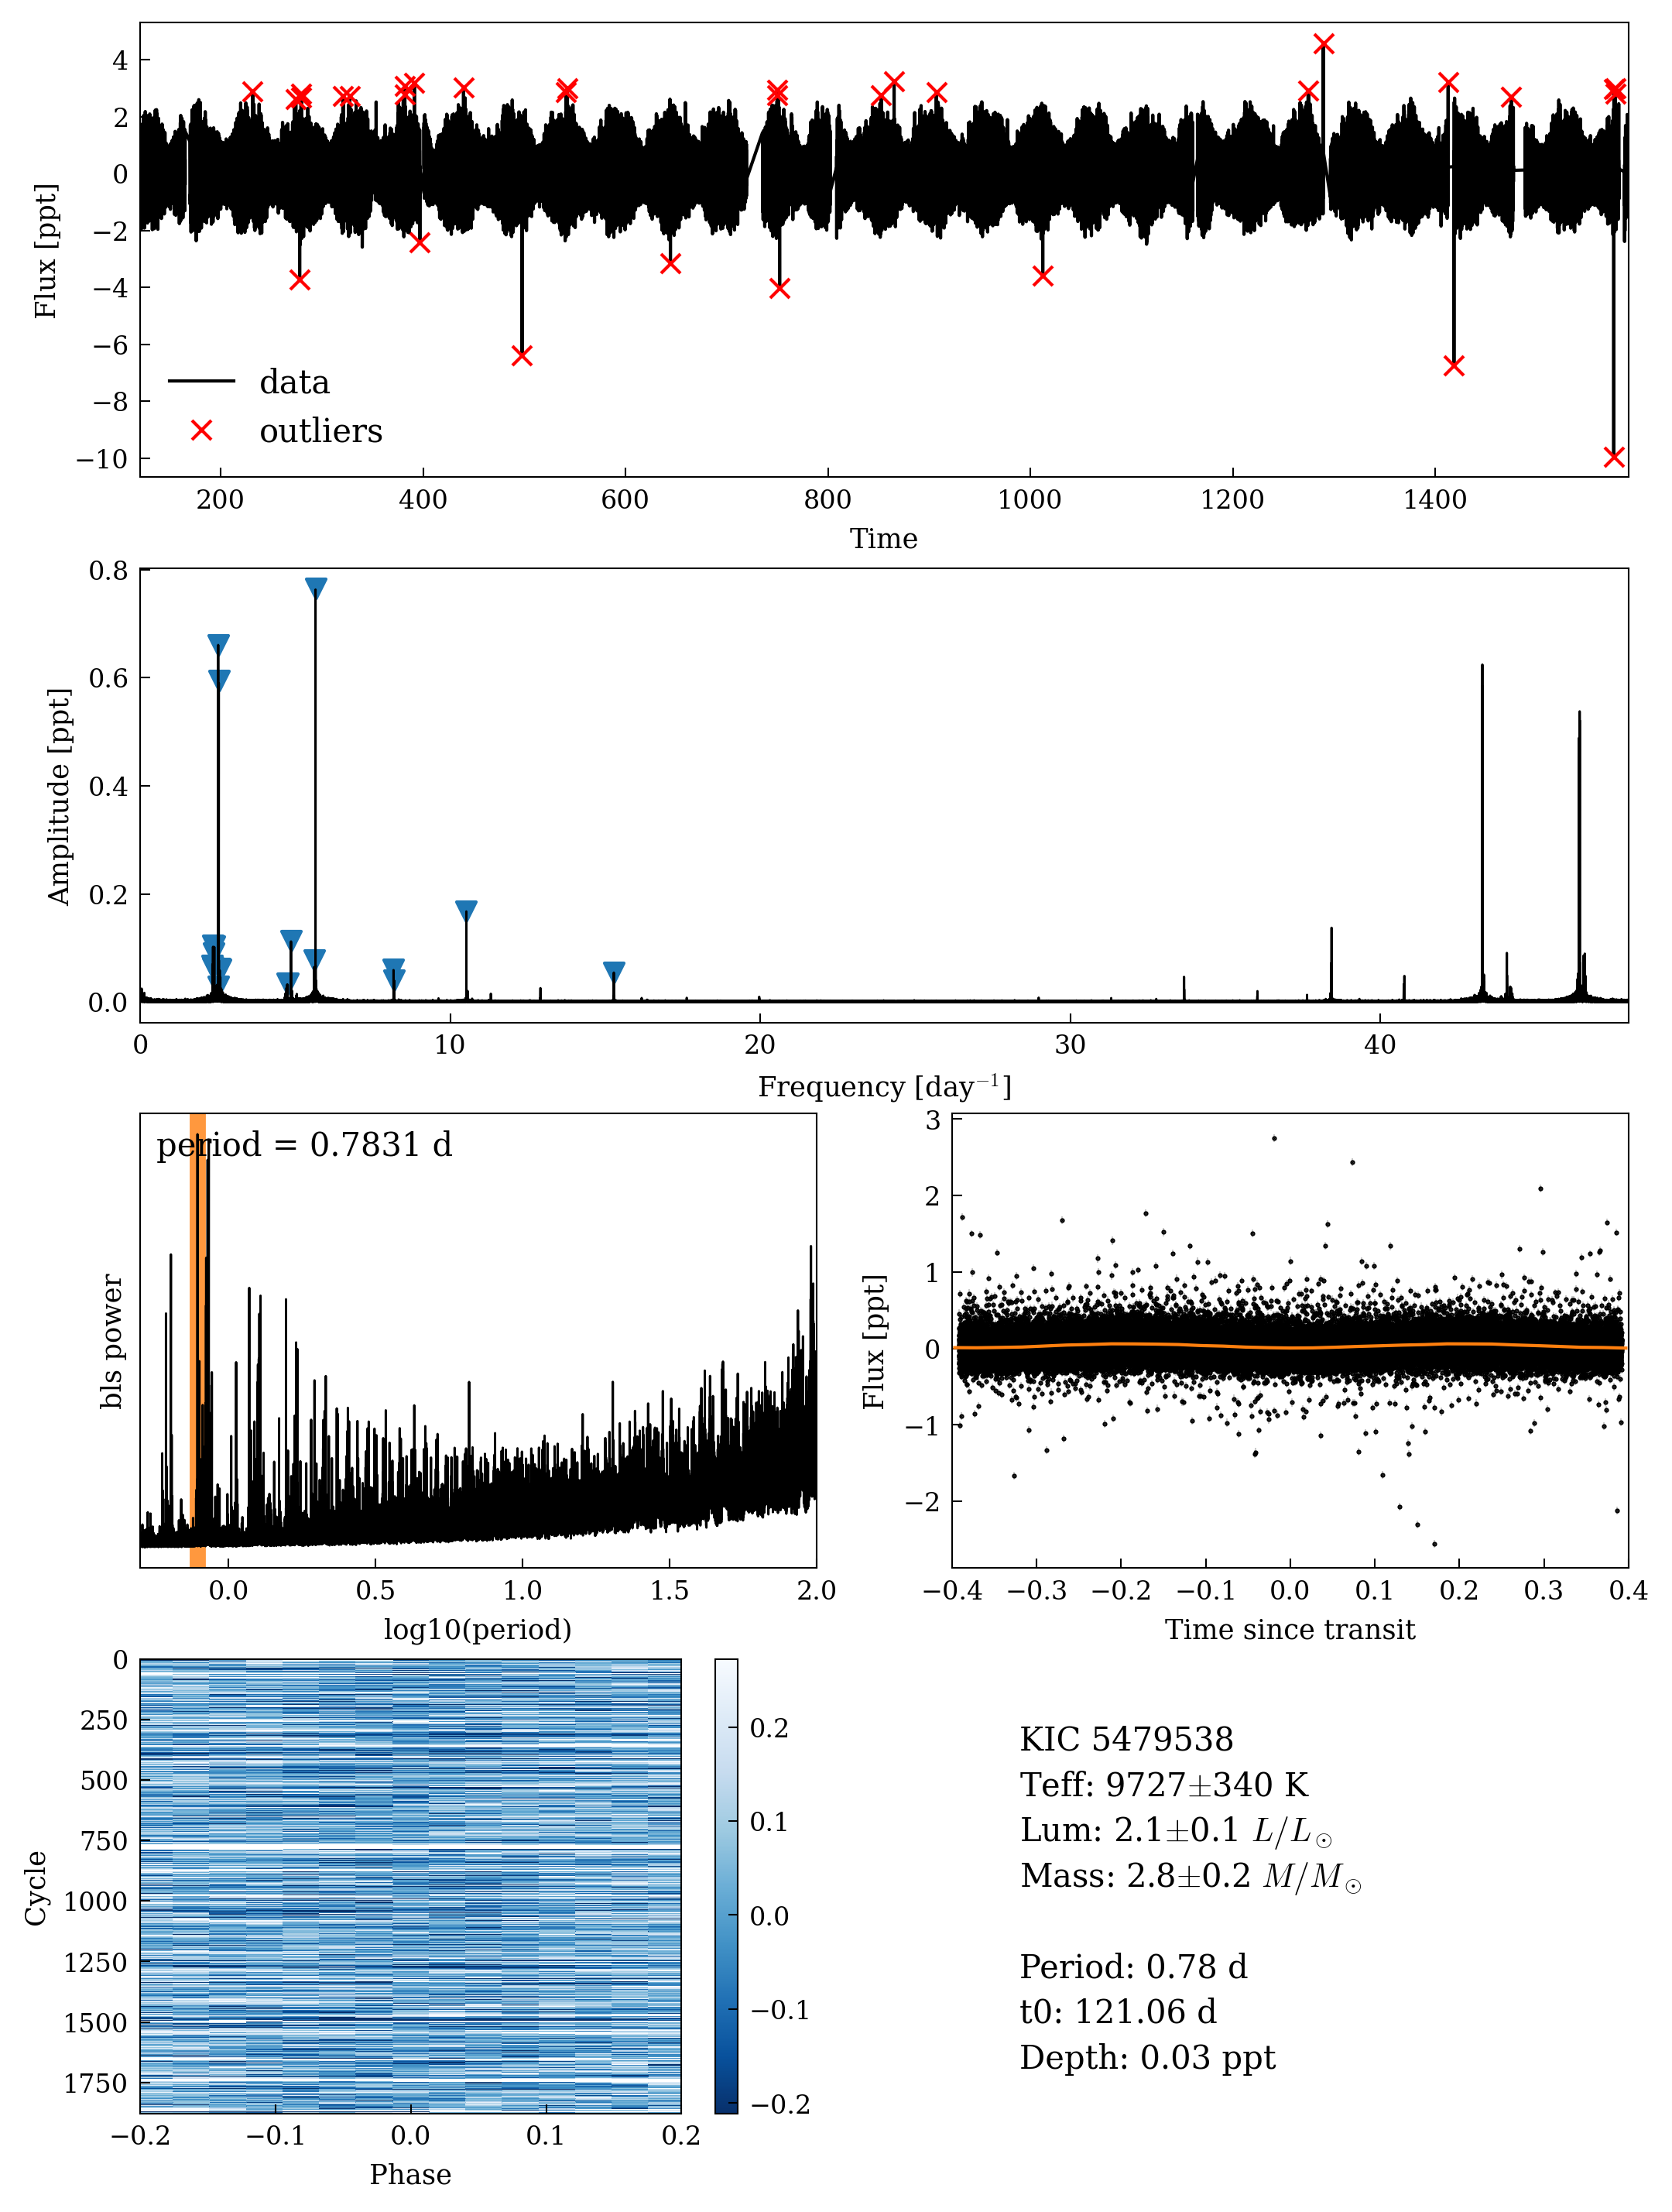 4
2
0
−2
−4
−6
−8
−10
Flux [ppt]
data
outliers
200 400 600 800 1000 1200 1400
Time
0.8
0.6
0.4
0.2
0.0
Amplitude [ppt]
0 10 20 30 40
Frequency [day⁻¹]
period = 0.7831 d
bls power
0.0 0.5 1.0 1.5 2.0
log10(period)
3
2
1
0
−1
−2
Flux [ppt]
−0.4 −0.3 −0.2 −0.1 0.0 0.1 0.2 0.3 0.4
Time since transit
0
250
500
750
1000
1250
1500
1750
Cycle
−0.2 −0.1 0.0 0.1 0.2
Phase
0.2
0.1
0.0
−0.1
−0.2
KIC 5479538
Teff: 9727±340 K
Lum: 2.1±0.1 L/L☉
Mass: 2.8±0.2 M/M☉
Period: 0.78 d
t0: 121.06 d
Depth: 0.03 ppt